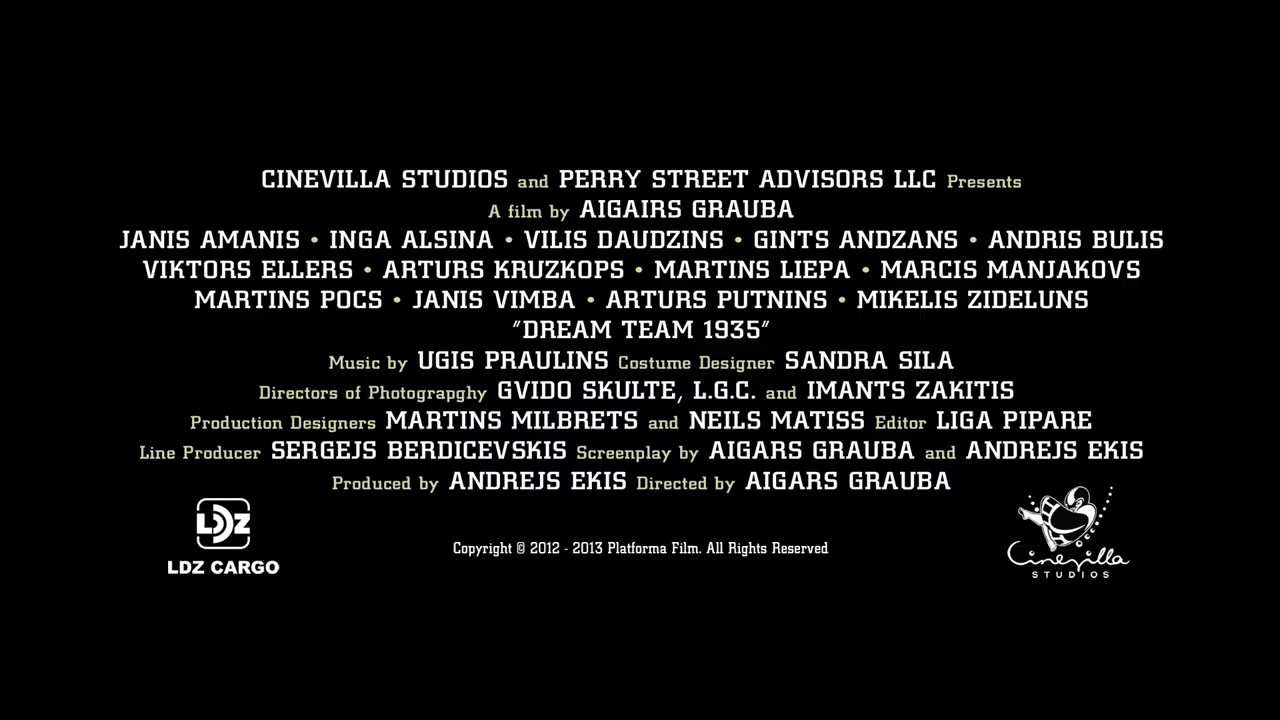 CINEVILLA STUDIOS and PERRY STREET ADVISORS LLC Presents
A film by AIGAIRS GRAUBA
JANIS AMANIS • INGA ALSINA • VILIS DAUDZINS • GINTS ANDZANS • ANDRIS BULIS
VIKTORS ELLERS • ARTURS KRUZKOPS • MARTINS LIEPA • MARCIS MANJAKOVS
MARTINS POCS • JANIS VIMBA • ARTURS PUTNINS • MIKELIS ZIDELUNS
"DREAM TEAM 1935"
Music by UGIS PRAULINS Costume Designer SANDRA SILA
Directors of Photograpghy GVIDO SKULTE, L.G.C. and IMANTS ZAKITIS
Production Designers MARTINS MILBRETS and NEILS MATISS Editor LIGA PIPARE
Line Producer SERGEJS BERDICEVSKIS Screenplay by AIGARS GRAUBA and ANDREJS EKIS
Produced by ANDREJS EKIS Directed by AIGARS GRAUBA
LDZ
LDZ CARGO
Copyright © 2012 - 2013 Platforma Film. All Rights Reserved
Cinevilla
STUDIOS